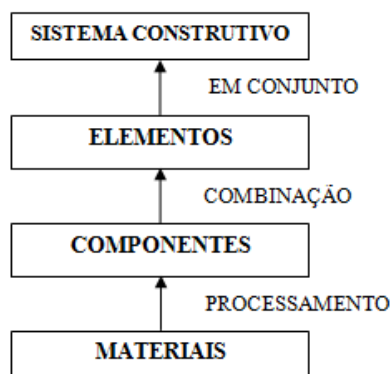 SISTEMA CONSTRUTIVO
EM CONJUNTO
ELEMENTOS
COMBINAÇÃO
COMPONENTES
PROCESSAMENTO
MATERIAIS